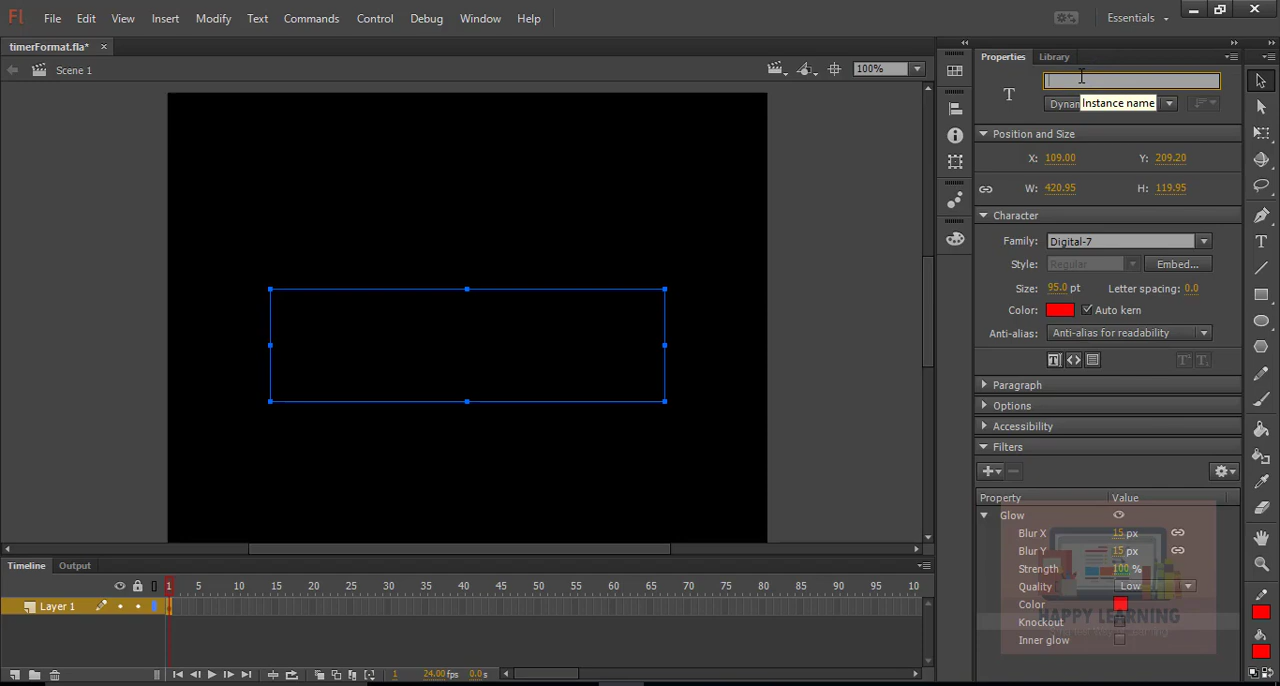 Fl File Edit View Insert Modify Text Commands Control Debug Window Help Essentials
timerFormat.fla* ×
Scene 1 100%
Properties Library
T
Dynam Instance name
Position and Size
X: 109.00 Y: 209.20
W: 420.95 H: 119.95
Character
Family: Digital-7
Style: Regular Embed...
Size: 95.0 pt Letter spacing: 0.0
Color: Auto kern
Anti-alias: Anti-alias for readability
Paragraph
Options
Accessibility
Filters
Property Value
Glow
Blur X 15 px
Blur Y 15 px
Strength 100 %
Quality Low
Color
HAPPY LEARNING
Knockout
Learning
Inner glow
Timeline Output
1 5 10 15 20 25 30 35 40 45 50 55 60 65 70 75 80 85 90 95 10
Layer 1
1 24.00 fps 0.0 s